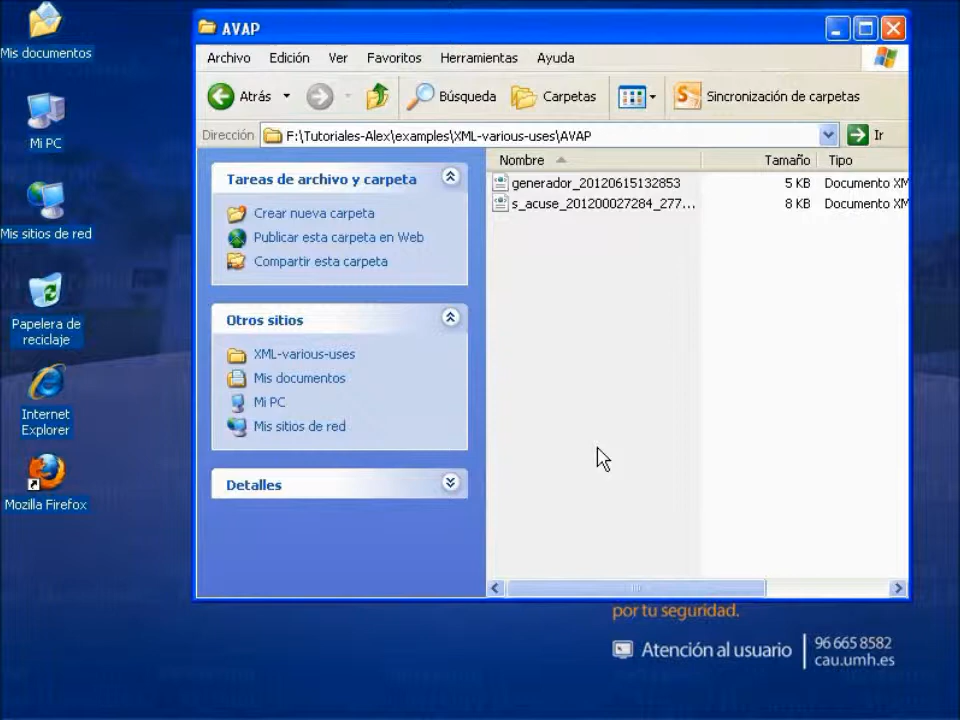 Mis documentos
Mi PC
Mis sitios de red
Papelera de
reciclaje
Internet
Explorer
Mozilla Firefox
AVAP
Archivo Edición Ver Favoritos Herramientas Ayuda
Atrás Búsqueda Carpetas Sincronización de carpetas
Dirección F:\Tutoriales-Alex\examples\XML-various-uses\AVAP Ir
Tareas de archivo y carpeta
Crear nueva carpeta
Publicar esta carpeta en Web
Compartir esta carpeta
Otros sitios
XML-various-uses
Mis documentos
Mi PC
Mis sitios de red
Detalles
Nombre Tamaño Tipo
generador_20120615132853 5 KB Documento XM
s_acuse_201200027284_277... 8 KB Documento XM
por tu seguridad.
Atención al usuario
96 665 8582
cau.umh.es